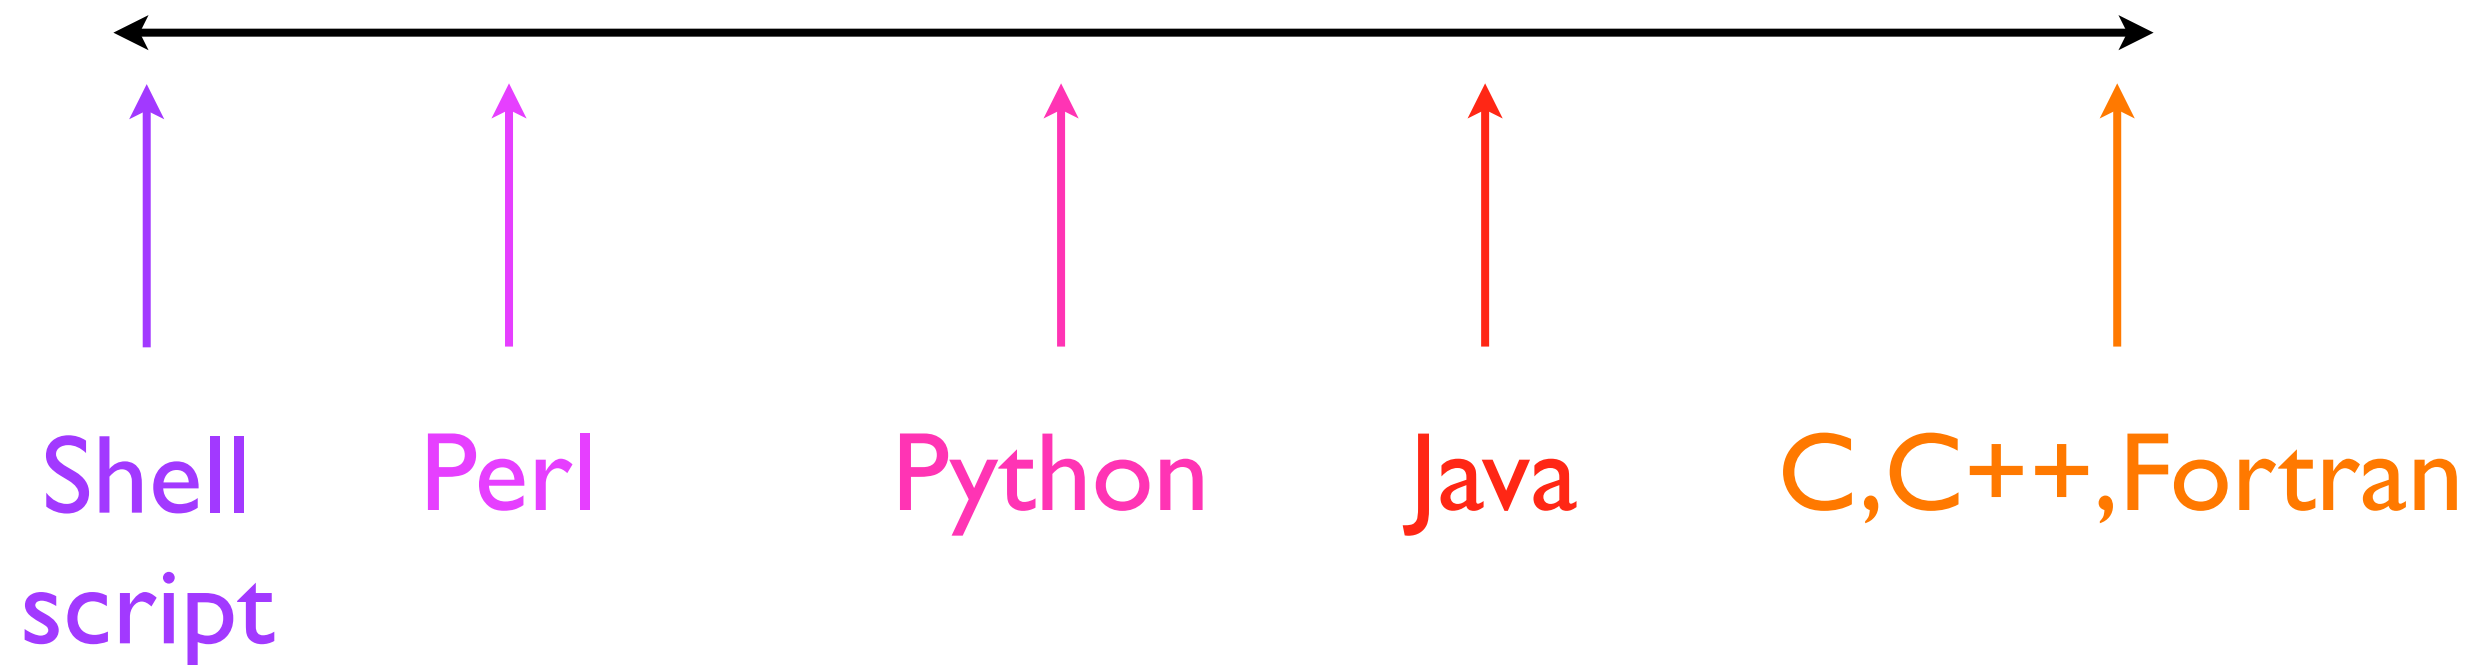 Shell script
Perl
Python
Java
C,C++,Fortran